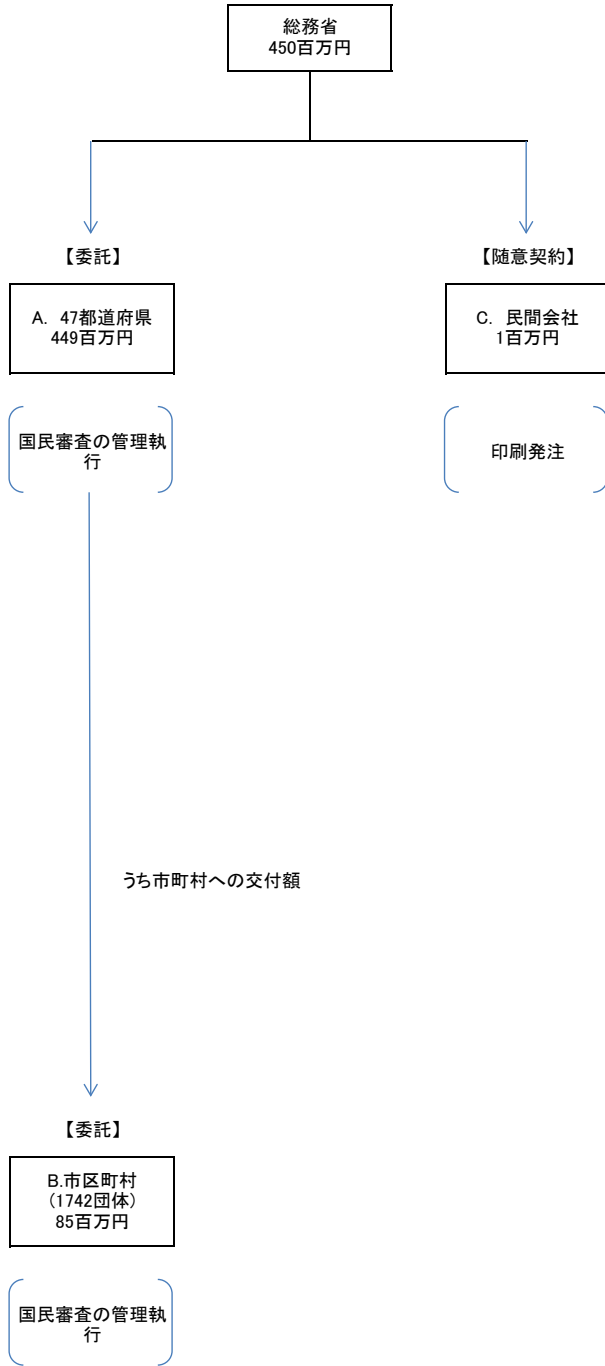 総務省
450百万円
【委託】
【随意契約】
A. 47都道府県
449百万円
C. 民間会社
1百万円
国民審査の管理執
行
印刷発注
うち市町村への交付額
【委託】
B.市区町村
(1742団体)
85百万円
国民審査の管理執
行